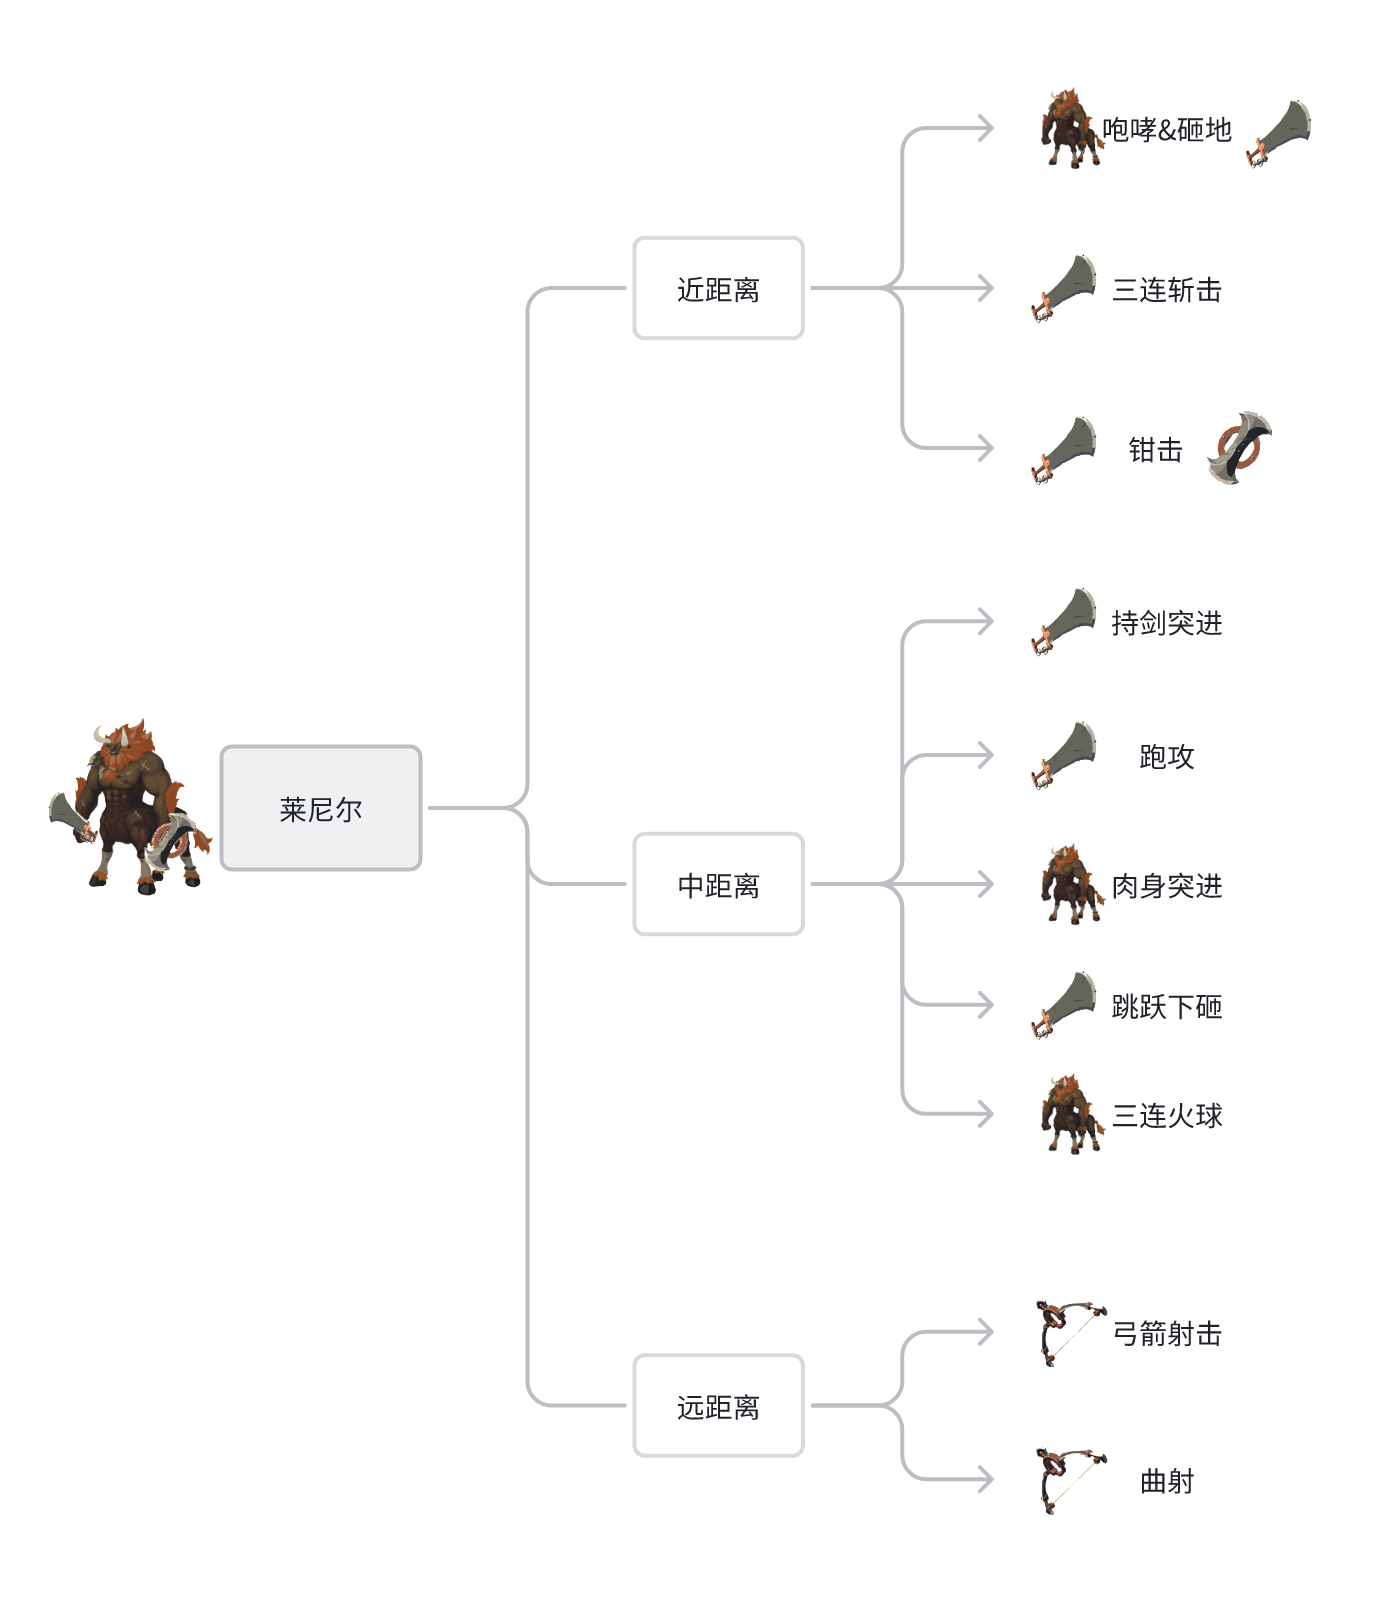 莱尼尔
近距离
咆哮&砸地
三连斩击
钳击
中距离
持剑突进
跑攻
肉身突进
跳跃下砸
三连火球
远距离
弓箭射击
曲射